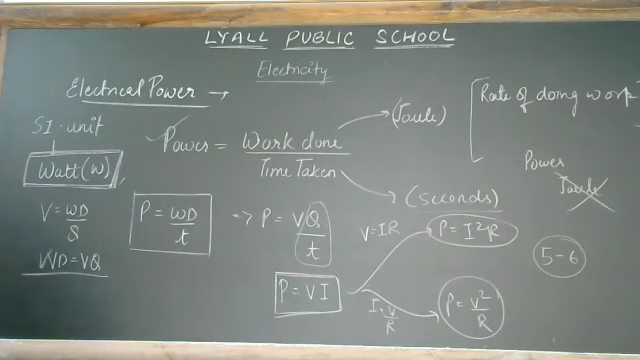 LYALL PUBLIC SCHOOL
Electricity
Electrical Power →
SI-unit
Watt(W)
V = WD/Q
WD = VQ
Power = Work done / Time Taken
(Joule)
(seconds)
[Rate of doing work
Power
Joule
P = WD/t
=> P = VQ/t
P = VI
V = IR
P = I²R
I, V/R
P = V²/R
5-6